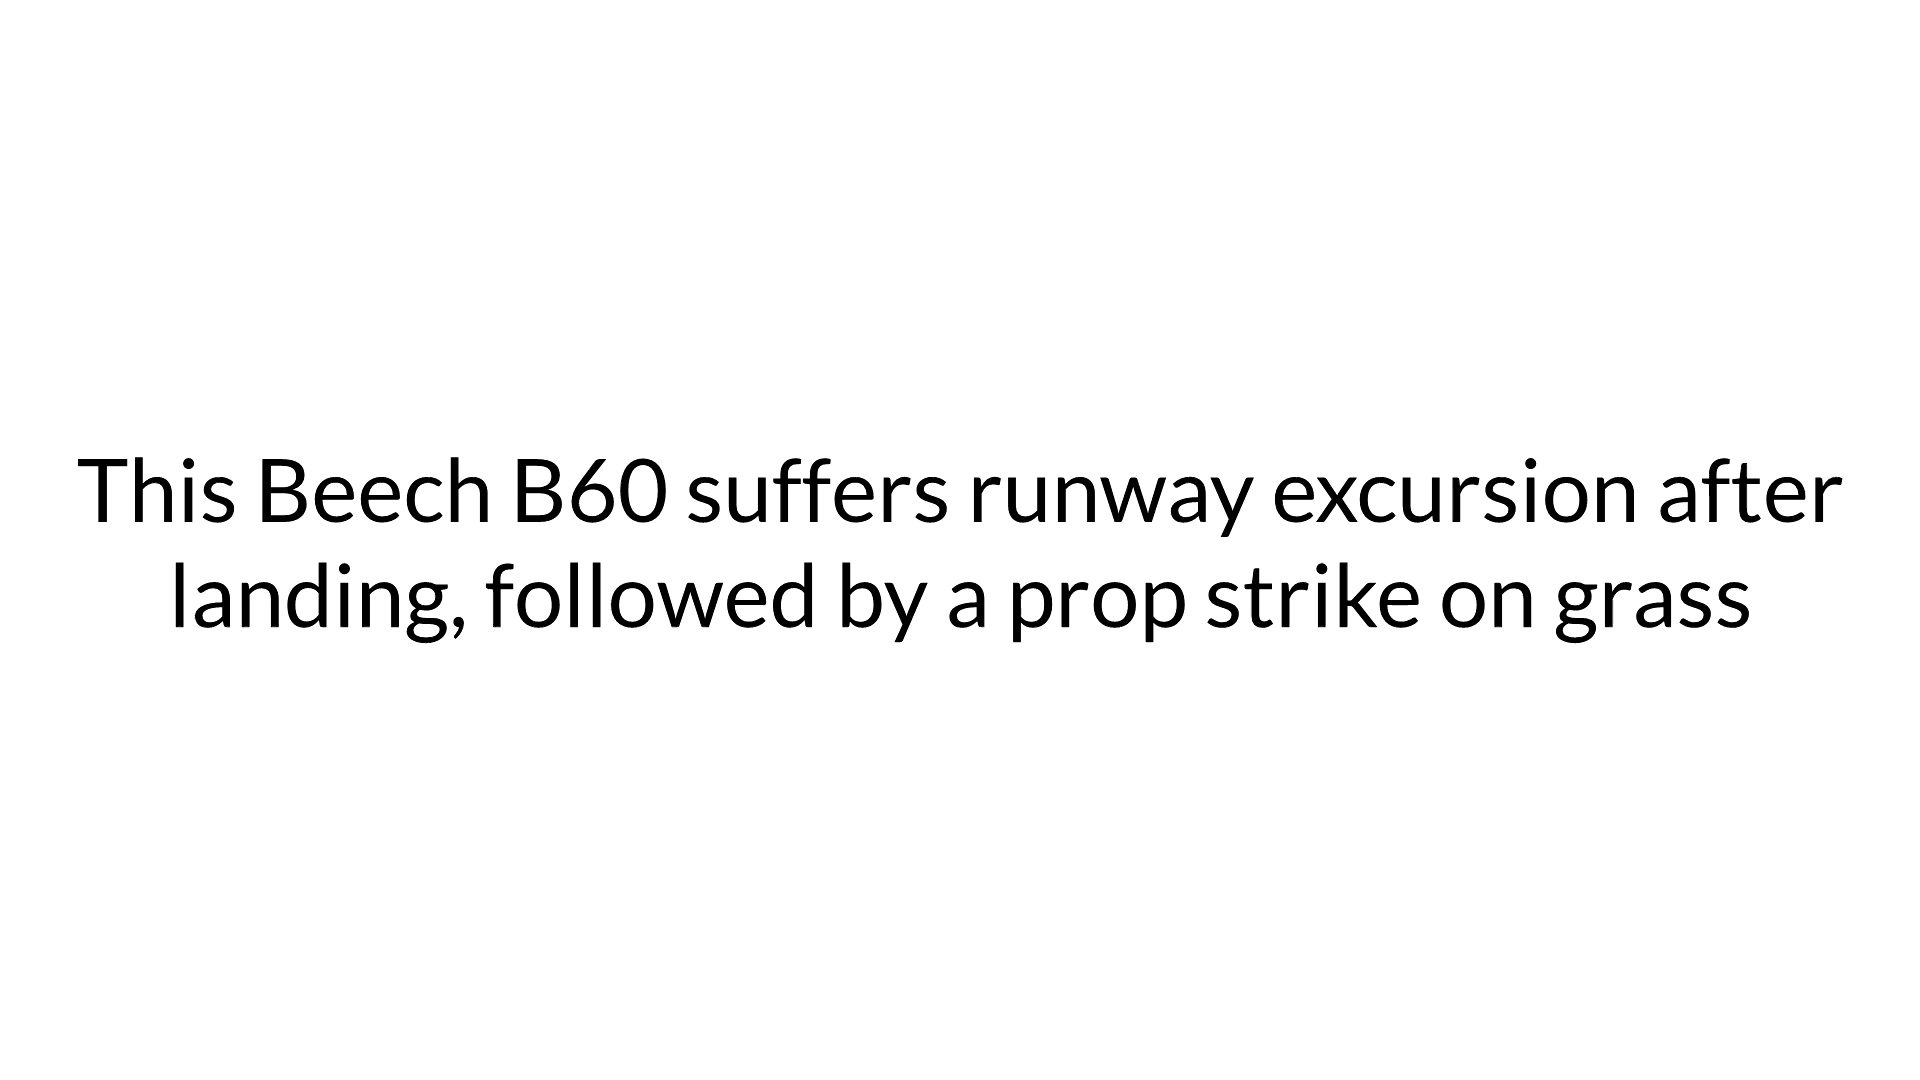 This Beech B60 suffers runway excursion after
landing, followed by a prop strike on grass